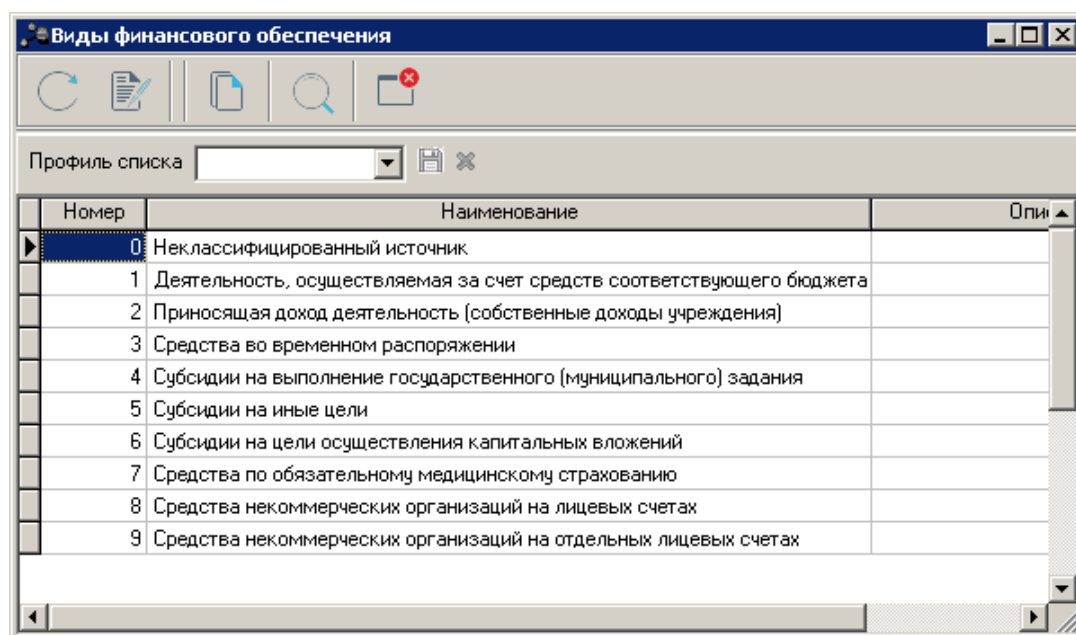 Виды финансового обеспечения
Профиль списка
Номер Наименование
0 Неклассифицированный источник
1 Деятельность, осуществляемая за счет средств соответствующего бюджета
2 Приносящая доход деятельность (собственные доходы учреждения)
3 Средства во временном распоряжении
4 Субсидии на выполнение государственного (муниципального) задания
5 Субсидии на иные цели
6 Субсидии на цели осуществления капитальных вложений
7 Средства по обязательному медицинскому страхованию
8 Средства некоммерческих организаций на лицевых счетах
9 Средства некоммерческих организаций на отдельных лицевых счетах